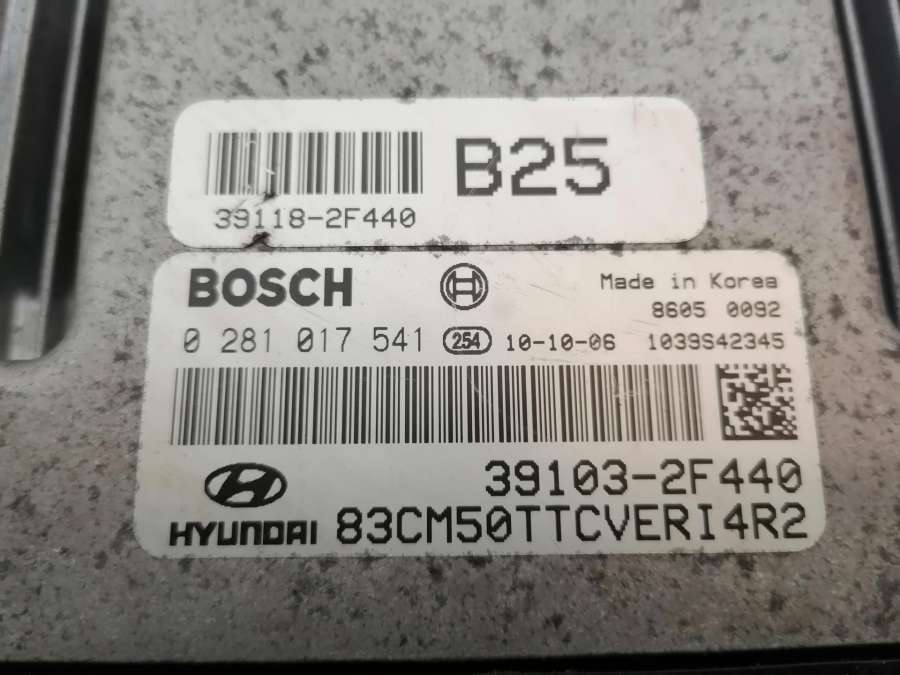 B25
39118-2F440
BOSCH
Made in Korea
8605 0092
0 281 017 541 254 10-10-06 1039S42345
39103-2F440
HYUNDAI 83CM50TTCVERI4R2